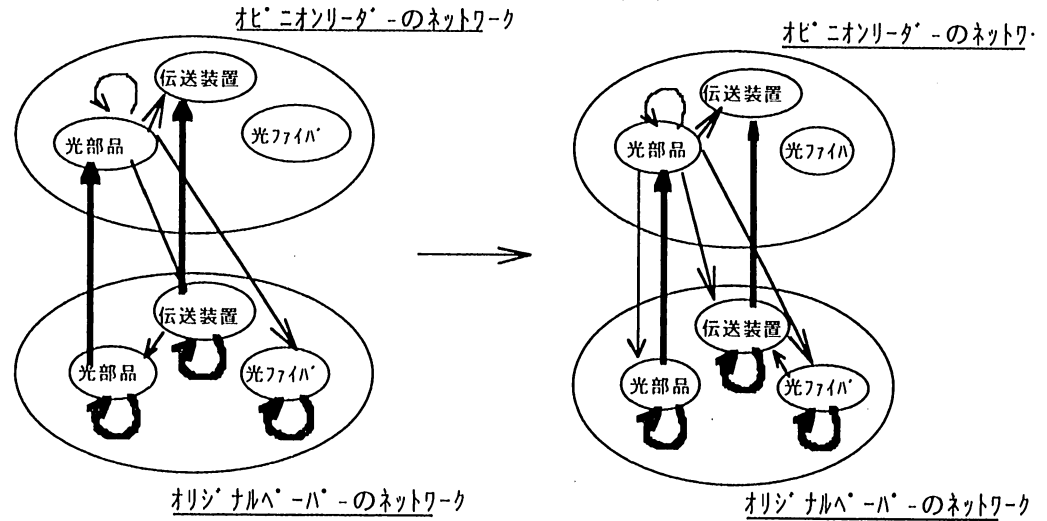 オピニオンリーダーのネットワーク
伝送装置
光部品
光ファイバ
伝送装置
光部品
光ファイバ
オリジナルペーパーのネットワーク
オピニオンリーダーのネットワ
伝送装置
光部品
光ファイハ
伝送装置
光部品
光ファイバ
オリジナルペーパーのネットワーク